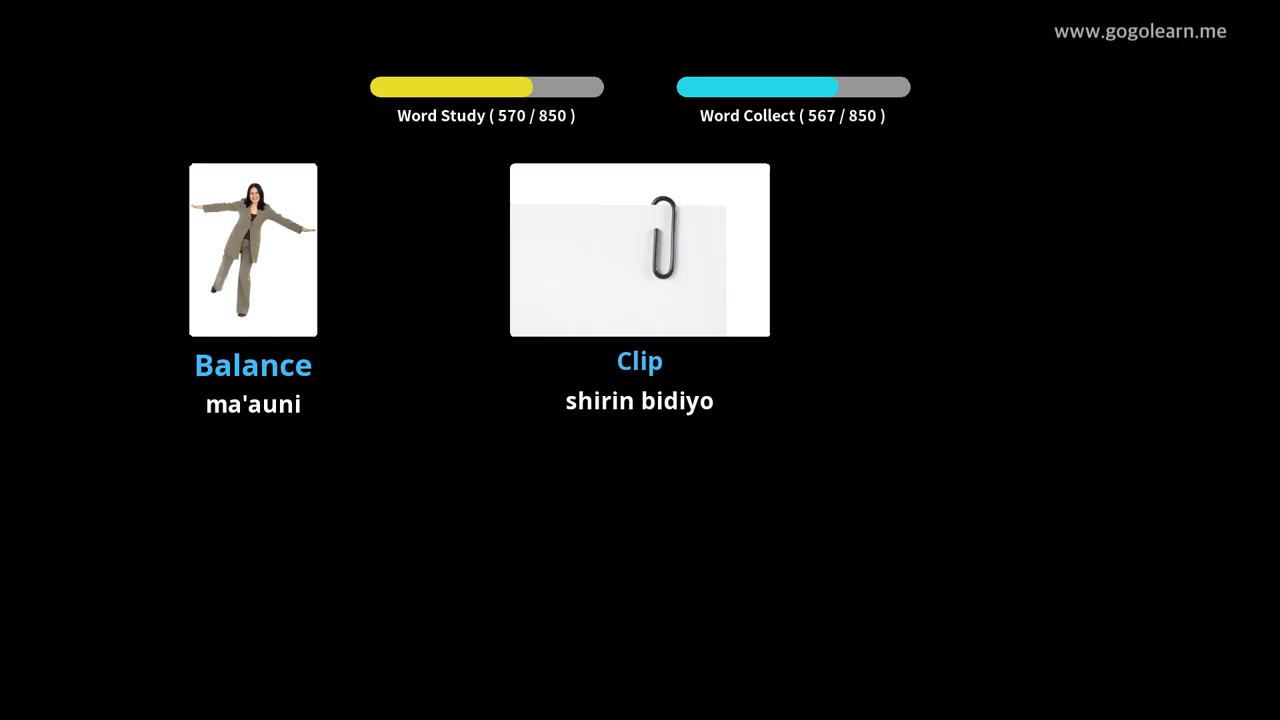 www.gogolearn.me
Word Study ( 570 / 850 )
Word Collect ( 567 / 850 )
Balance
ma'auni
Clip
shirin bidiyo